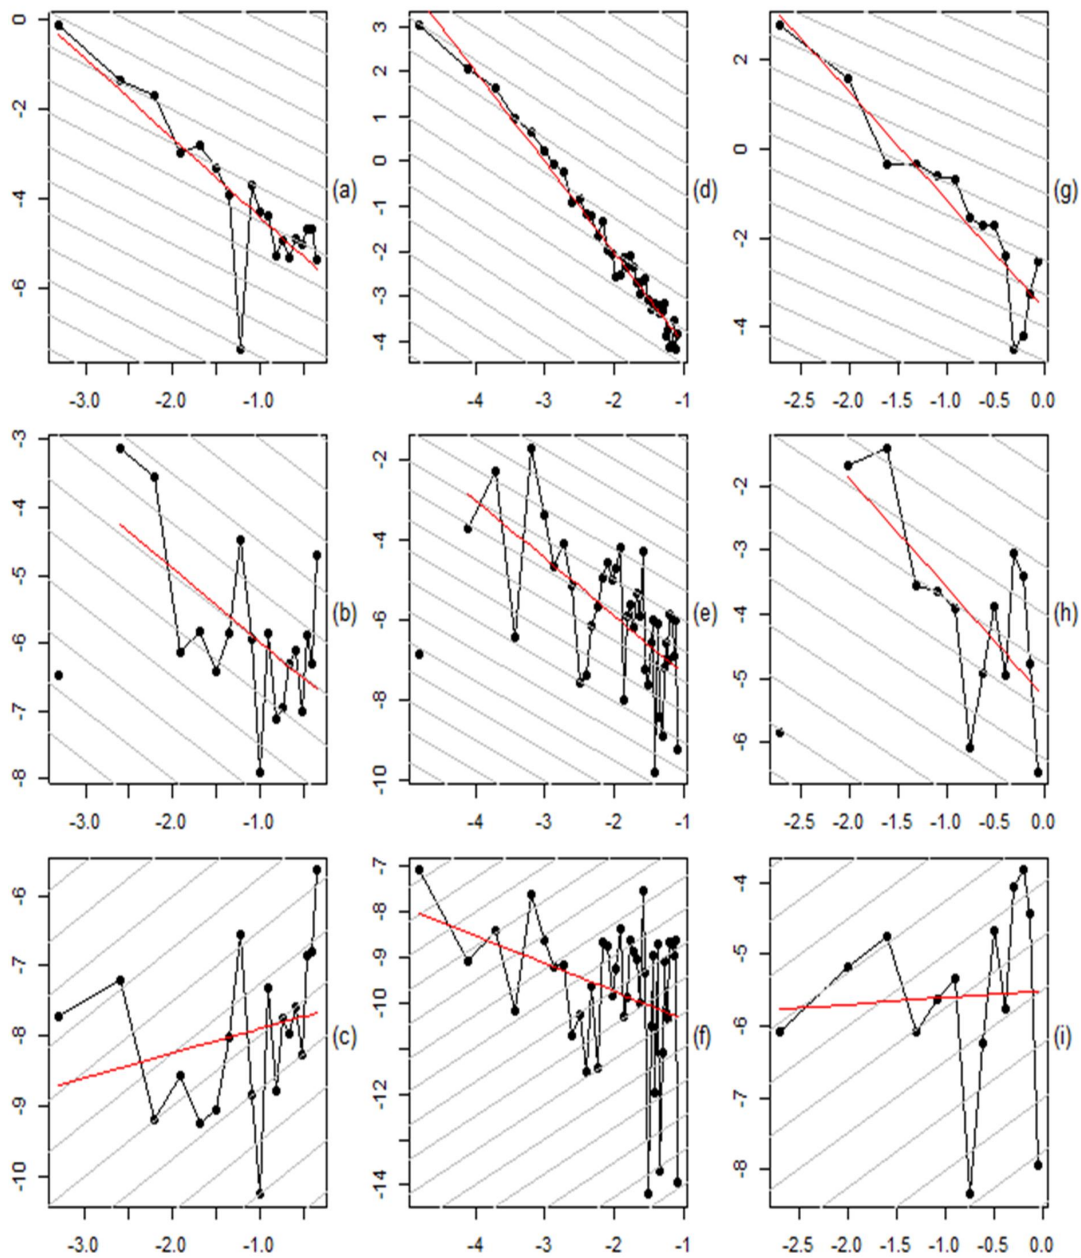 0 -2 -4 -6
-3.0 -2.0 -1.0
(a)
3 2 1 0 -1 -2 -3 -4
-4 -3 -2 -1
(d)
2 0 -2 -4
-2.5 -2.0 -1.5 -1.0 -0.5 0.0
(g)
-3 -4 -5 -6 -7 -8
-3.0 -2.0 -1.0
(b)
-2 -4 -6 -8 -10
-4 -3 -2 -1
(e)
-2 -3 -4 -5 -6
-2.5 -2.0 -1.5 -1.0 -0.5 0.0
(h)
-6 -7 -8 -9 -10
-3.0 -2.0 -1.0
(c)
-7 -8 -9 -10 -12 -14
-4 -3 -2 -1
(f)
-4 -5 -6 -7 -8
-2.5 -2.0 -1.5 -1.0 -0.5 0.0
(i)